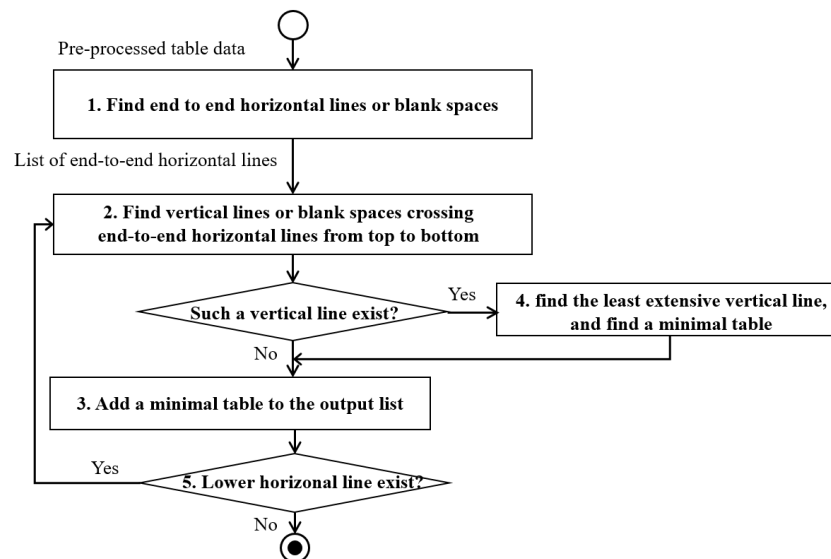 Pre-processed table data
1. Find end to end horizontal lines or blank spaces
List of end-to-end horizontal lines
2. Find vertical lines or blank spaces crossing
end-to-end horizontal lines from top to bottom
Such a vertical line exist?
Yes
4. find the least extensive vertical line,
and find a minimal table
No
3. Add a minimal table to the output list
Yes
5. Lower horizonal line exist?
No